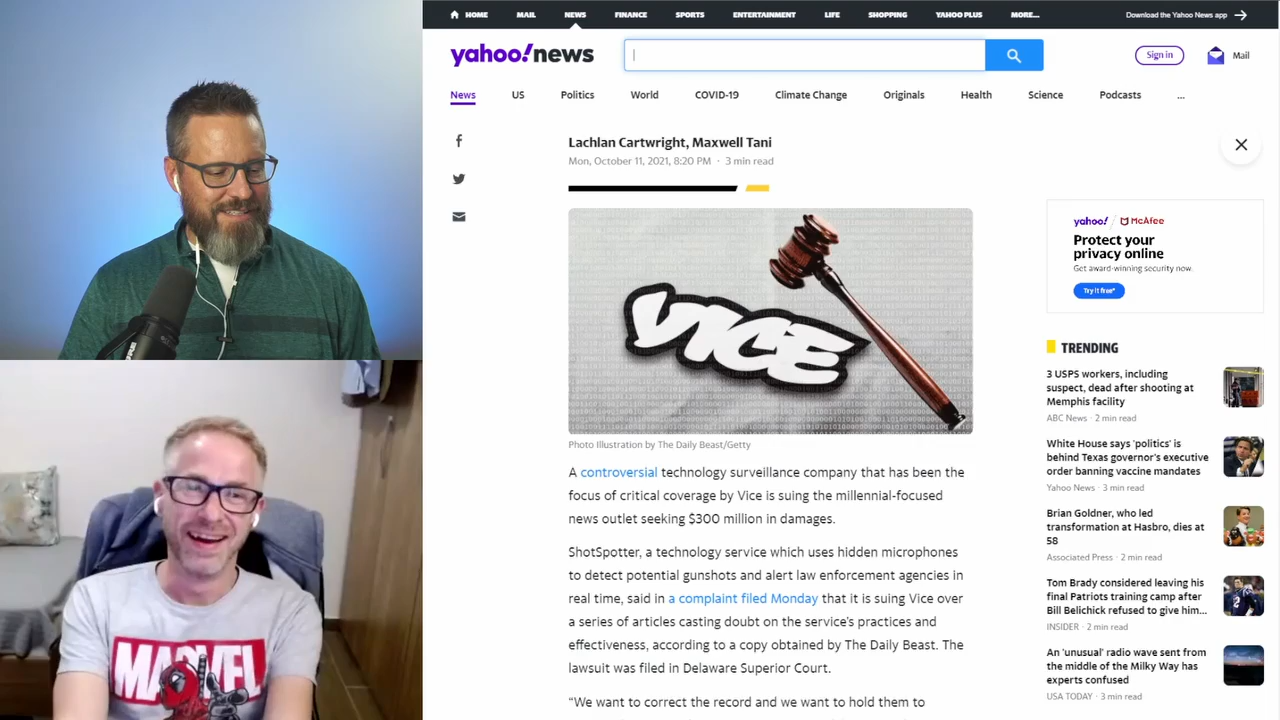 HOME MAIL NEWS FINANCE SPORTS ENTERTAINMENT LIFE SHOPPING YAHOO PLUS MORE... Download the Yahoo News app
yahoo!news
Sign in Mail
News US Politics World COVID-19 Climate Change Originals Health Science Podcasts ...
Lachlan Cartwright, Maxwell Tani
Mon, October 11, 2021, 8:20 PM · 3 min read
VICE
Photo Illustration by The Daily Beast/Getty
A controversial technology surveillance company that has been the
focus of critical coverage by Vice is suing the millennial-focused
news outlet seeking $300 million in damages.
ShotSpotter, a technology service which uses hidden microphones
to detect potential gunshots and alert law enforcement agencies in
real time, said in a complaint filed Monday that it is suing Vice over
a series of articles casting doubt on the service's practices and
effectiveness, according to a copy obtained by The Daily Beast. The
lawsuit was filed in Delaware Superior Court.
“We want to correct the record and we want to hold them to
yahoo! / McAfee
Protect your
privacy online
Get award-winning security now.
Try it free*
TRENDING
3 USPS workers, including
suspect, dead after shooting at
Memphis facility
ABC News · 2 min read
White House says 'politics' is
behind Texas governor's executive
order banning vaccine mandates
Yahoo News · 3 min read
Brian Goldner, who led
transformation at Hasbro, dies at
58
Associated Press · 2 min read
Tom Brady considered leaving his
final Patriots training camp after
Bill Belichick refused to give him...
INSIDER · 2 min read
An 'unusual' radio wave sent from
the middle of the Milky Way has
experts confused
USA TODAY · 3 min read
MARVEL